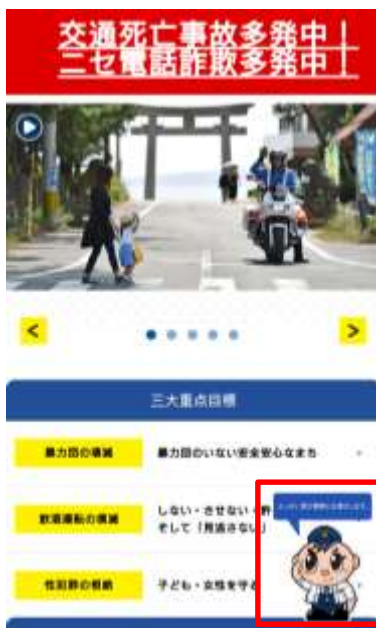 交通死亡事故多発中！
ニセ電話詐欺多発中！
<
>
三大重点目標
暴力団の壊滅
暴力団のいない安全安心なまち
飲酒運転の撲滅
しない・させない・許
そして「見逃さない」
性犯罪の根絶
子ども・女性を守る